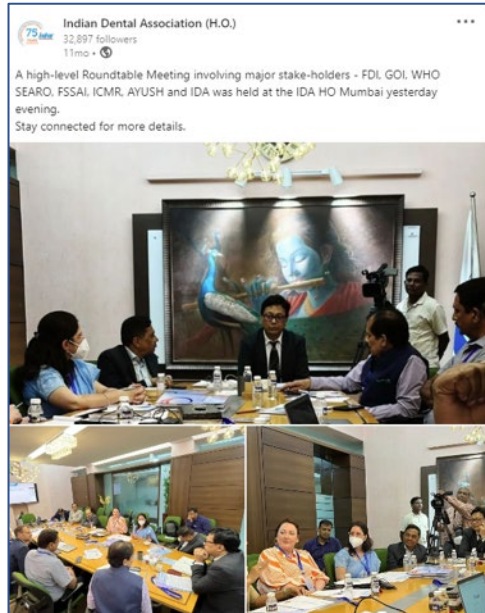 75
Indian Dental Association (H.O.)
32,897 followers
11mo •
A high-level Roundtable Meeting involving major stake-holders - FDI, GOI, WHO
SEARO, FSSAI, ICMR, AYUSH and IDA was held at the IDA HO Mumbai yesterday
evening.
Stay connected for more details.